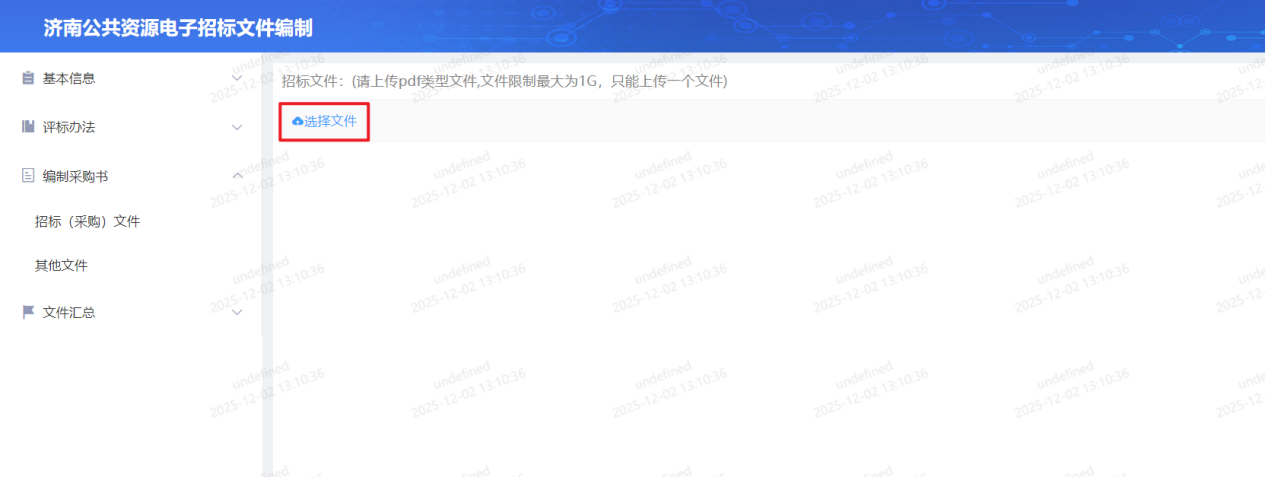 济南公共资源电子招标文件编制
基本信息
评标办法
编制采购书
招标（采购）文件
其他文件
文件汇总
招标文件：(请上传pdf类型文件,文件限制最大为1G，只能上传一个文件)
选择文件
undefined
2025-12-02 13:10:36